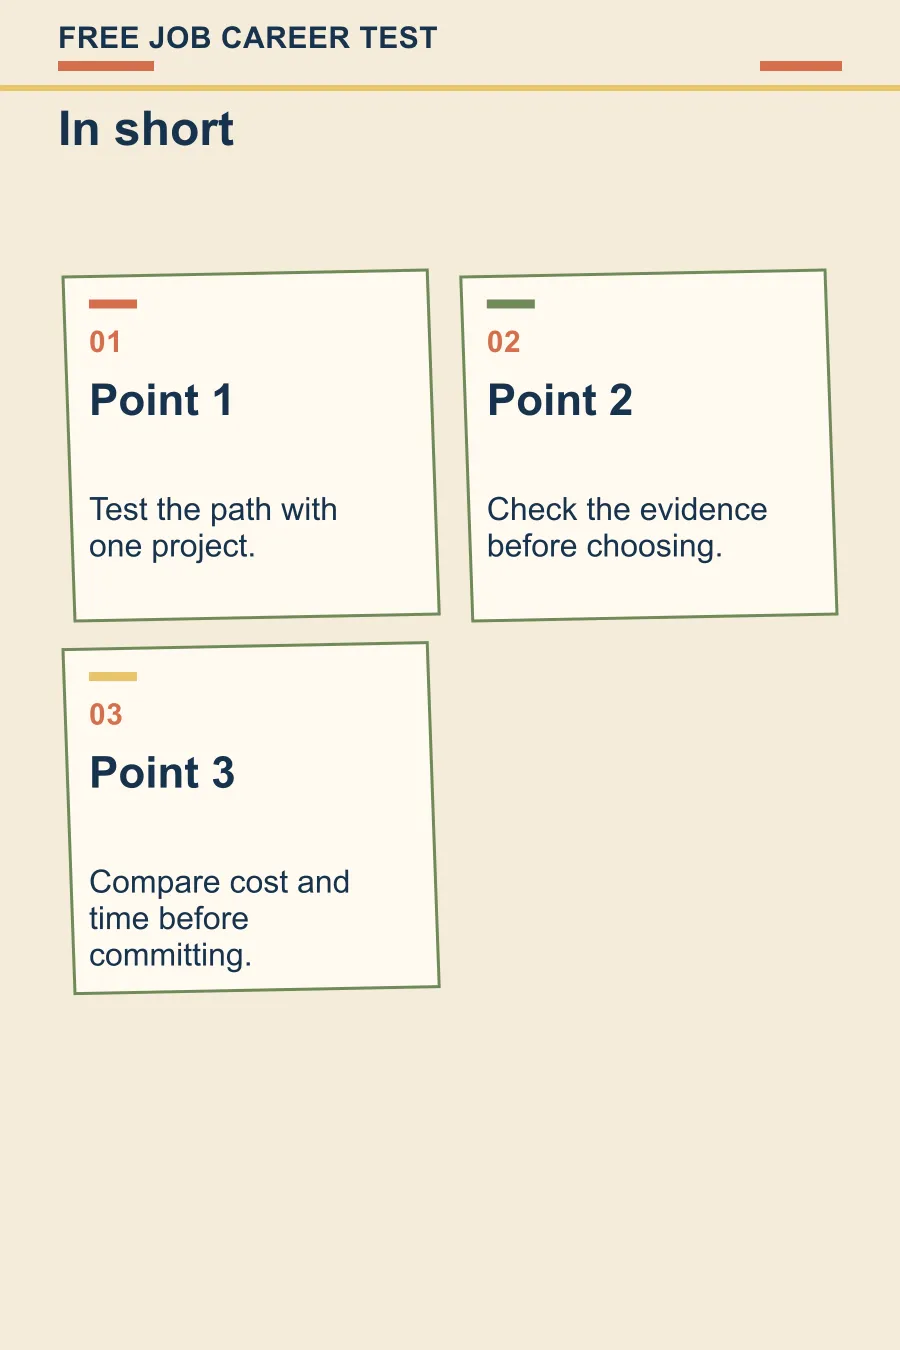 FREE JOB CAREER TEST
In short
01
Point 1
Test the path with
one project.
02
Point 2
Check the evidence
before choosing.
03
Point 3
Compare cost and
time before
committing.